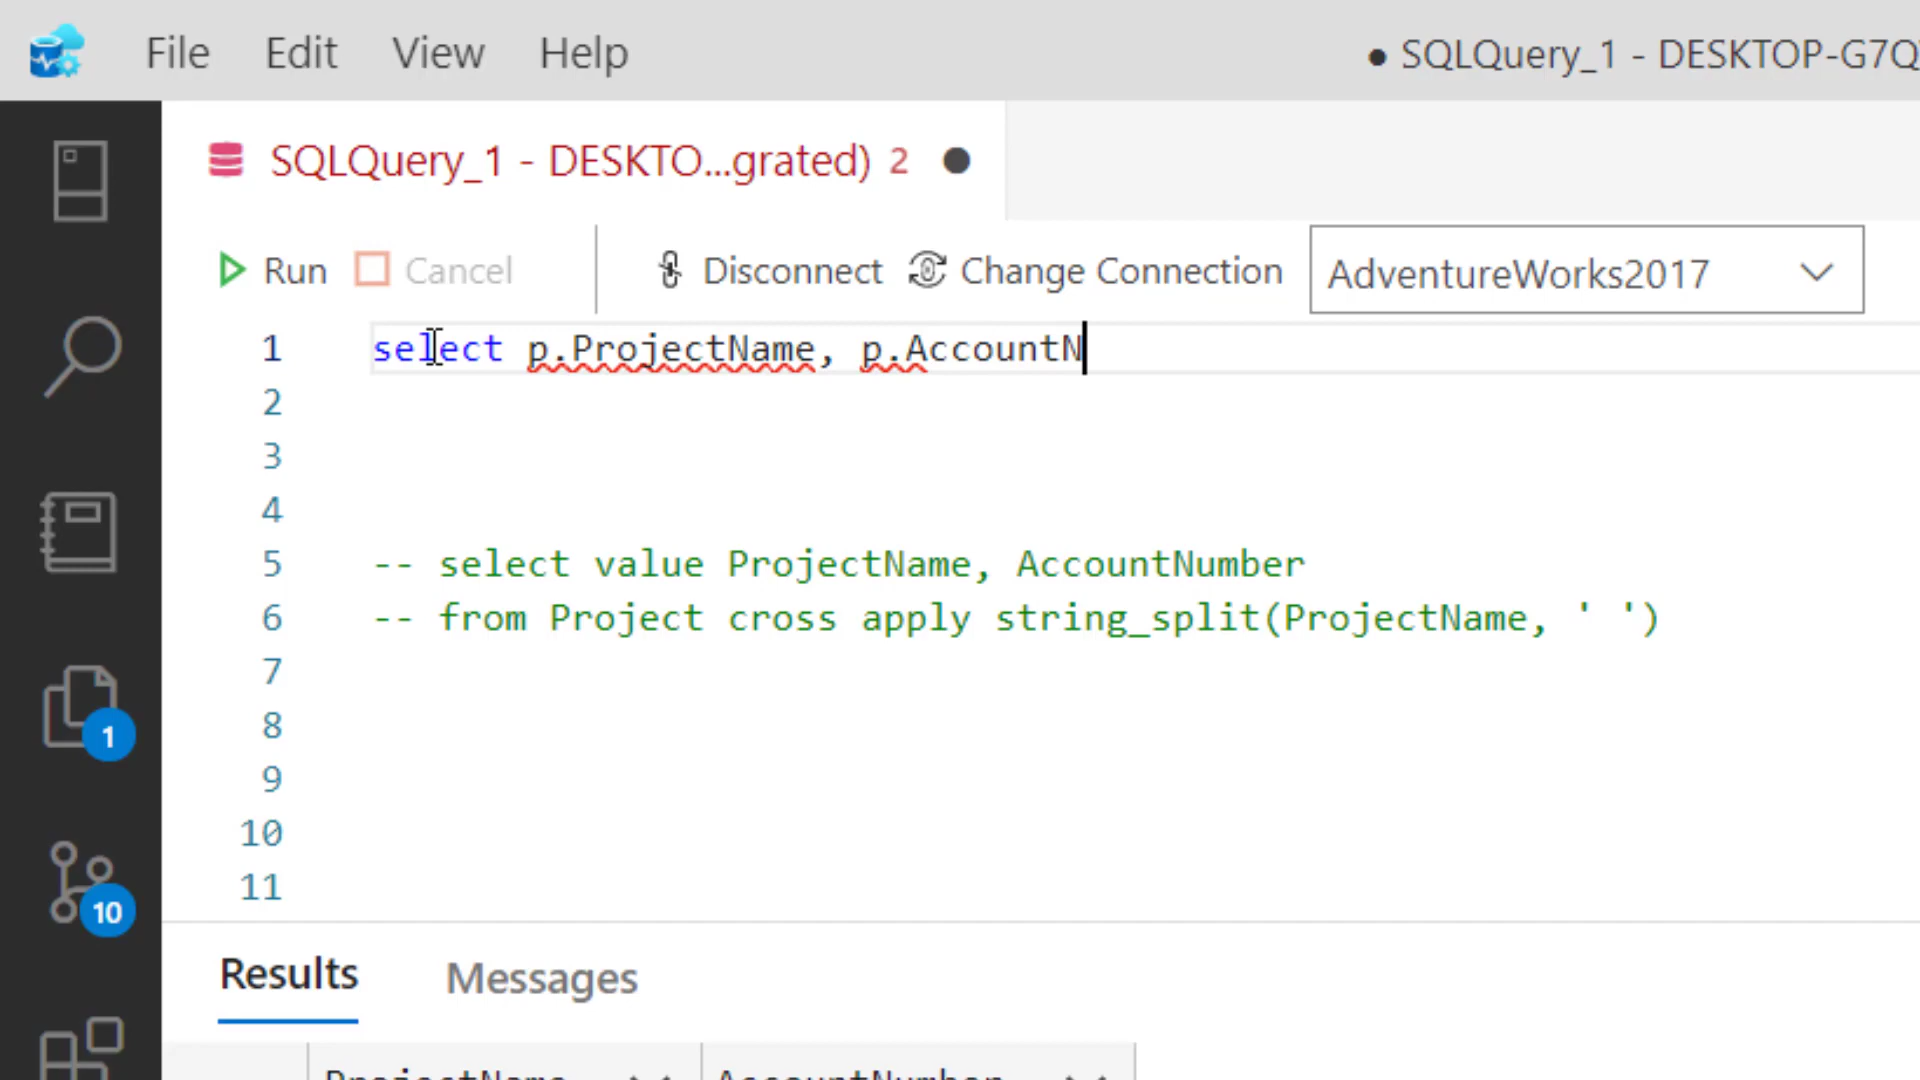 File Edit View Help
● SQLQuery_1 - DESKTOP-G7Q
SQLQuery_1 - DESKTO...grated) 2 ●
Run Cancel Disconnect Change Connection AdventureWorks2017
1 select p.ProjectName, p.AccountN
2
3
4
5 -- select value ProjectName, AccountNumber
6 -- from Project cross apply string_split(ProjectName, ' ')
7
8
9
10
11
1
10
Results Messages
ProjectName AccountNumber